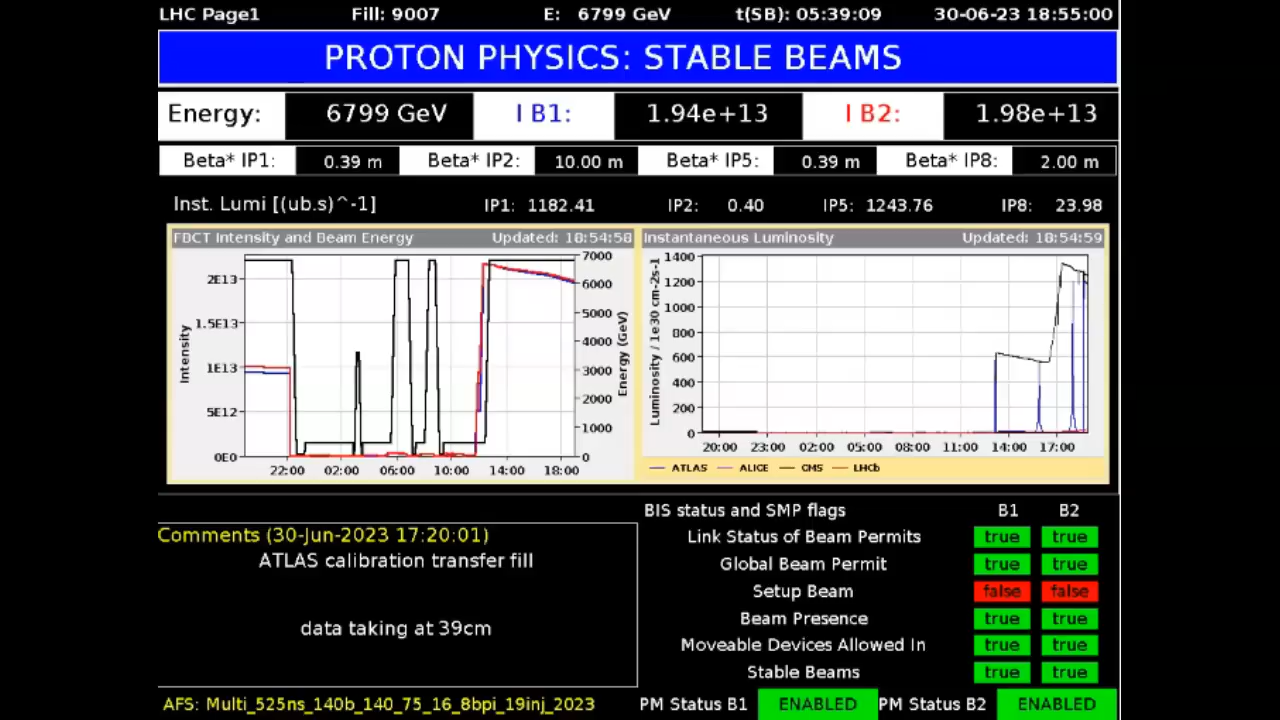 LHC Page1 Fill: 9007 E: 6799 GeV t(SB): 05:39:09 30-06-23 18:55:00
PROTON PHYSICS: STABLE BEAMS
Energy: 6799 GeV I B1: 1.94e+13 I B2: 1.98e+13
Beta* IP1: 0.39 m Beta* IP2: 10.00 m Beta* IP5: 0.39 m Beta* IP8: 2.00 m
Inst. Lumi [(ub.s)^-1] IP1: 1182.41 IP2: 0.40 IP5: 1243.76 IP8: 23.98
FBCT Intensity and Beam Energy Updated: 18:54:58
Intensity
2E13
1.5E13
1E13
5E12
0E0
7000
6000
5000
4000
3000
2000
1000
0
Energy (GeV)
22:00 02:00 06:00 10:00 14:00 18:00
Instantaneous Luminosity Updated: 18:54:59
Luminosity / 1e30 cm-2s-1
1400
1200
1000
800
600
400
200
0
20:00 23:00 02:00 05:00 08:00 11:00 14:00 17:00
ATLAS ALICE CMS LHCb
Comments (30-Jun-2023 17:20:01)
ATLAS calibration transfer fill
data taking at 39cm
BIS status and SMP flags B1 B2
Link Status of Beam Permits true true
Global Beam Permit true true
Setup Beam false false
Beam Presence true true
Moveable Devices Allowed In true true
Stable Beams true true
AFS: Multi_525ns_140b_140_75_16_8bpi_19inj_2023
PM Status B1 ENABLED PM Status B2 ENABLED